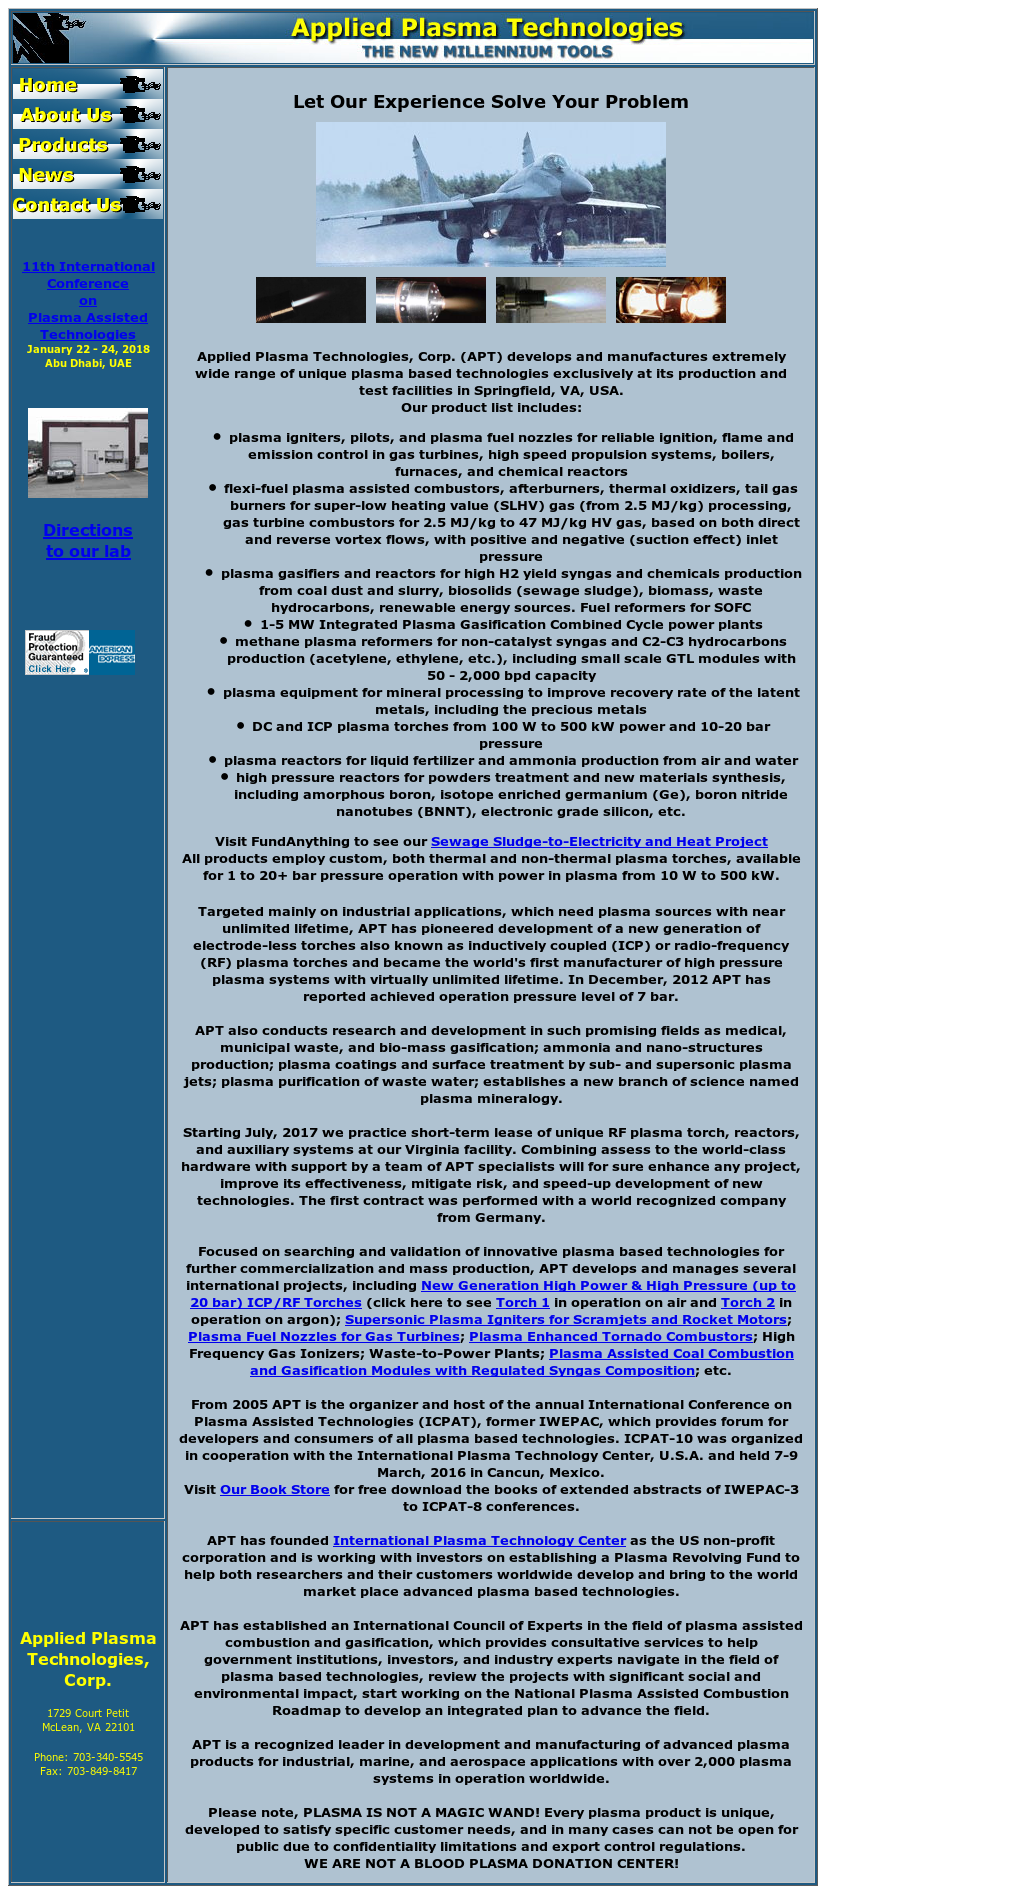 Applied Plasma Technologies
THE NEW MILLENNIUM TOOLS
Home
About Us
Products
News
Contact Us
11th International
Conference
on
Plasma Assisted
Technologies
January 22 - 24, 2018
Abu Dhabi, UAE
Directions
to our lab
Fraud
Protection
Guaranteed
Click Here
AMERICAN
EXPRESS
Applied Plasma
Technologies,
Corp.
1729 Court Petit
McLean, VA 22101
Phone: 703-340-5545
Fax: 703-849-8417
Let Our Experience Solve Your Problem
Applied Plasma Technologies, Corp. (APT) develops and manufactures extremely
wide range of unique plasma based technologies exclusively at its production and
test facilities in Springfield, VA, USA.
Our product list includes:
• plasma igniters, pilots, and plasma fuel nozzles for reliable ignition, flame and
emission control in gas turbines, high speed propulsion systems, boilers,
furnaces, and chemical reactors
• flexi-fuel plasma assisted combustors, afterburners, thermal oxidizers, tail gas
burners for super-low heating value (SLHV) gas (from 2.5 MJ/kg) processing,
gas turbine combustors for 2.5 MJ/kg to 47 MJ/kg HV gas, based on both direct
and reverse vortex flows, with positive and negative (suction effect) inlet
pressure
• plasma gasifiers and reactors for high H2 yield syngas and chemicals production
from coal dust and slurry, biosolids (sewage sludge), biomass, waste
hydrocarbons, renewable energy sources. Fuel reformers for SOFC
• 1-5 MW Integrated Plasma Gasification Combined Cycle power plants
• methane plasma reformers for non-catalyst syngas and C2-C3 hydrocarbons
production (acetylene, ethylene, etc.), including small scale GTL modules with
50 - 2,000 bpd capacity
• plasma equipment for mineral processing to improve recovery rate of the latent
metals, including the precious metals
• DC and ICP plasma torches from 100 W to 500 kW power and 10-20 bar
pressure
• plasma reactors for liquid fertilizer and ammonia production from air and water
• high pressure reactors for powders treatment and new materials synthesis,
including amorphous boron, isotope enriched germanium (Ge), boron nitride
nanotubes (BNNT), electronic grade silicon, etc.
Visit FundAnything to see our Sewage Sludge-to-Electricity and Heat Project
All products employ custom, both thermal and non-thermal plasma torches, available
for 1 to 20+ bar pressure operation with power in plasma from 10 W to 500 kW.
Targeted mainly on industrial applications, which need plasma sources with near
unlimited lifetime, APT has pioneered development of a new generation of
electrode-less torches also known as inductively coupled (ICP) or radio-frequency
(RF) plasma torches and became the world's first manufacturer of high pressure
plasma systems with virtually unlimited lifetime. In December, 2012 APT has
reported achieved operation pressure level of 7 bar.
APT also conducts research and development in such promising fields as medical,
municipal waste, and bio-mass gasification; ammonia and nano-structures
production; plasma coatings and surface treatment by sub- and supersonic plasma
jets; plasma purification of waste water; establishes a new branch of science named
plasma mineralogy.
Starting July, 2017 we practice short-term lease of unique RF plasma torch, reactors,
and auxiliary systems at our Virginia facility. Combining assess to the world-class
hardware with support by a team of APT specialists will for sure enhance any project,
improve its effectiveness, mitigate risk, and speed-up development of new
technologies. The first contract was performed with a world recognized company
from Germany.
Focused on searching and validation of innovative plasma based technologies for
further commercialization and mass production, APT develops and manages several
international projects, including New Generation High Power & High Pressure (up to
20 bar) ICP/RF Torches (click here to see Torch 1 in operation on air and Torch 2 in
operation on argon); Supersonic Plasma Igniters for Scramjets and Rocket Motors;
Plasma Fuel Nozzles for Gas Turbines; Plasma Enhanced Tornado Combustors; High
Frequency Gas Ionizers; Waste-to-Power Plants; Plasma Assisted Coal Combustion
and Gasification Modules with Regulated Syngas Composition; etc.
From 2005 APT is the organizer and host of the annual International Conference on
Plasma Assisted Technologies (ICPAT), former IWEPAC, which provides forum for
developers and consumers of all plasma based technologies. ICPAT-10 was organized
in cooperation with the International Plasma Technology Center, U.S.A. and held 7-9
March, 2016 in Cancun, Mexico.
Visit Our Book Store for free download the books of extended abstracts of IWEPAC-3
to ICPAT-8 conferences.
APT has founded International Plasma Technology Center as the US non-profit
corporation and is working with investors on establishing a Plasma Revolving Fund to
help both researchers and their customers worldwide develop and bring to the world
market place advanced plasma based technologies.
APT has established an International Council of Experts in the field of plasma assisted
combustion and gasification, which provides consultative services to help
government institutions, investors, and industry experts navigate in the field of
plasma based technologies, review the projects with significant social and
environmental impact, start working on the National Plasma Assisted Combustion
Roadmap to develop an integrated plan to advance the field.
APT is a recognized leader in development and manufacturing of advanced plasma
products for industrial, marine, and aerospace applications with over 2,000 plasma
systems in operation worldwide.
Please note, PLASMA IS NOT A MAGIC WAND! Every plasma product is unique,
developed to satisfy specific customer needs, and in many cases can not be open for
public due to confidentiality limitations and export control regulations.
WE ARE NOT A BLOOD PLASMA DONATION CENTER!